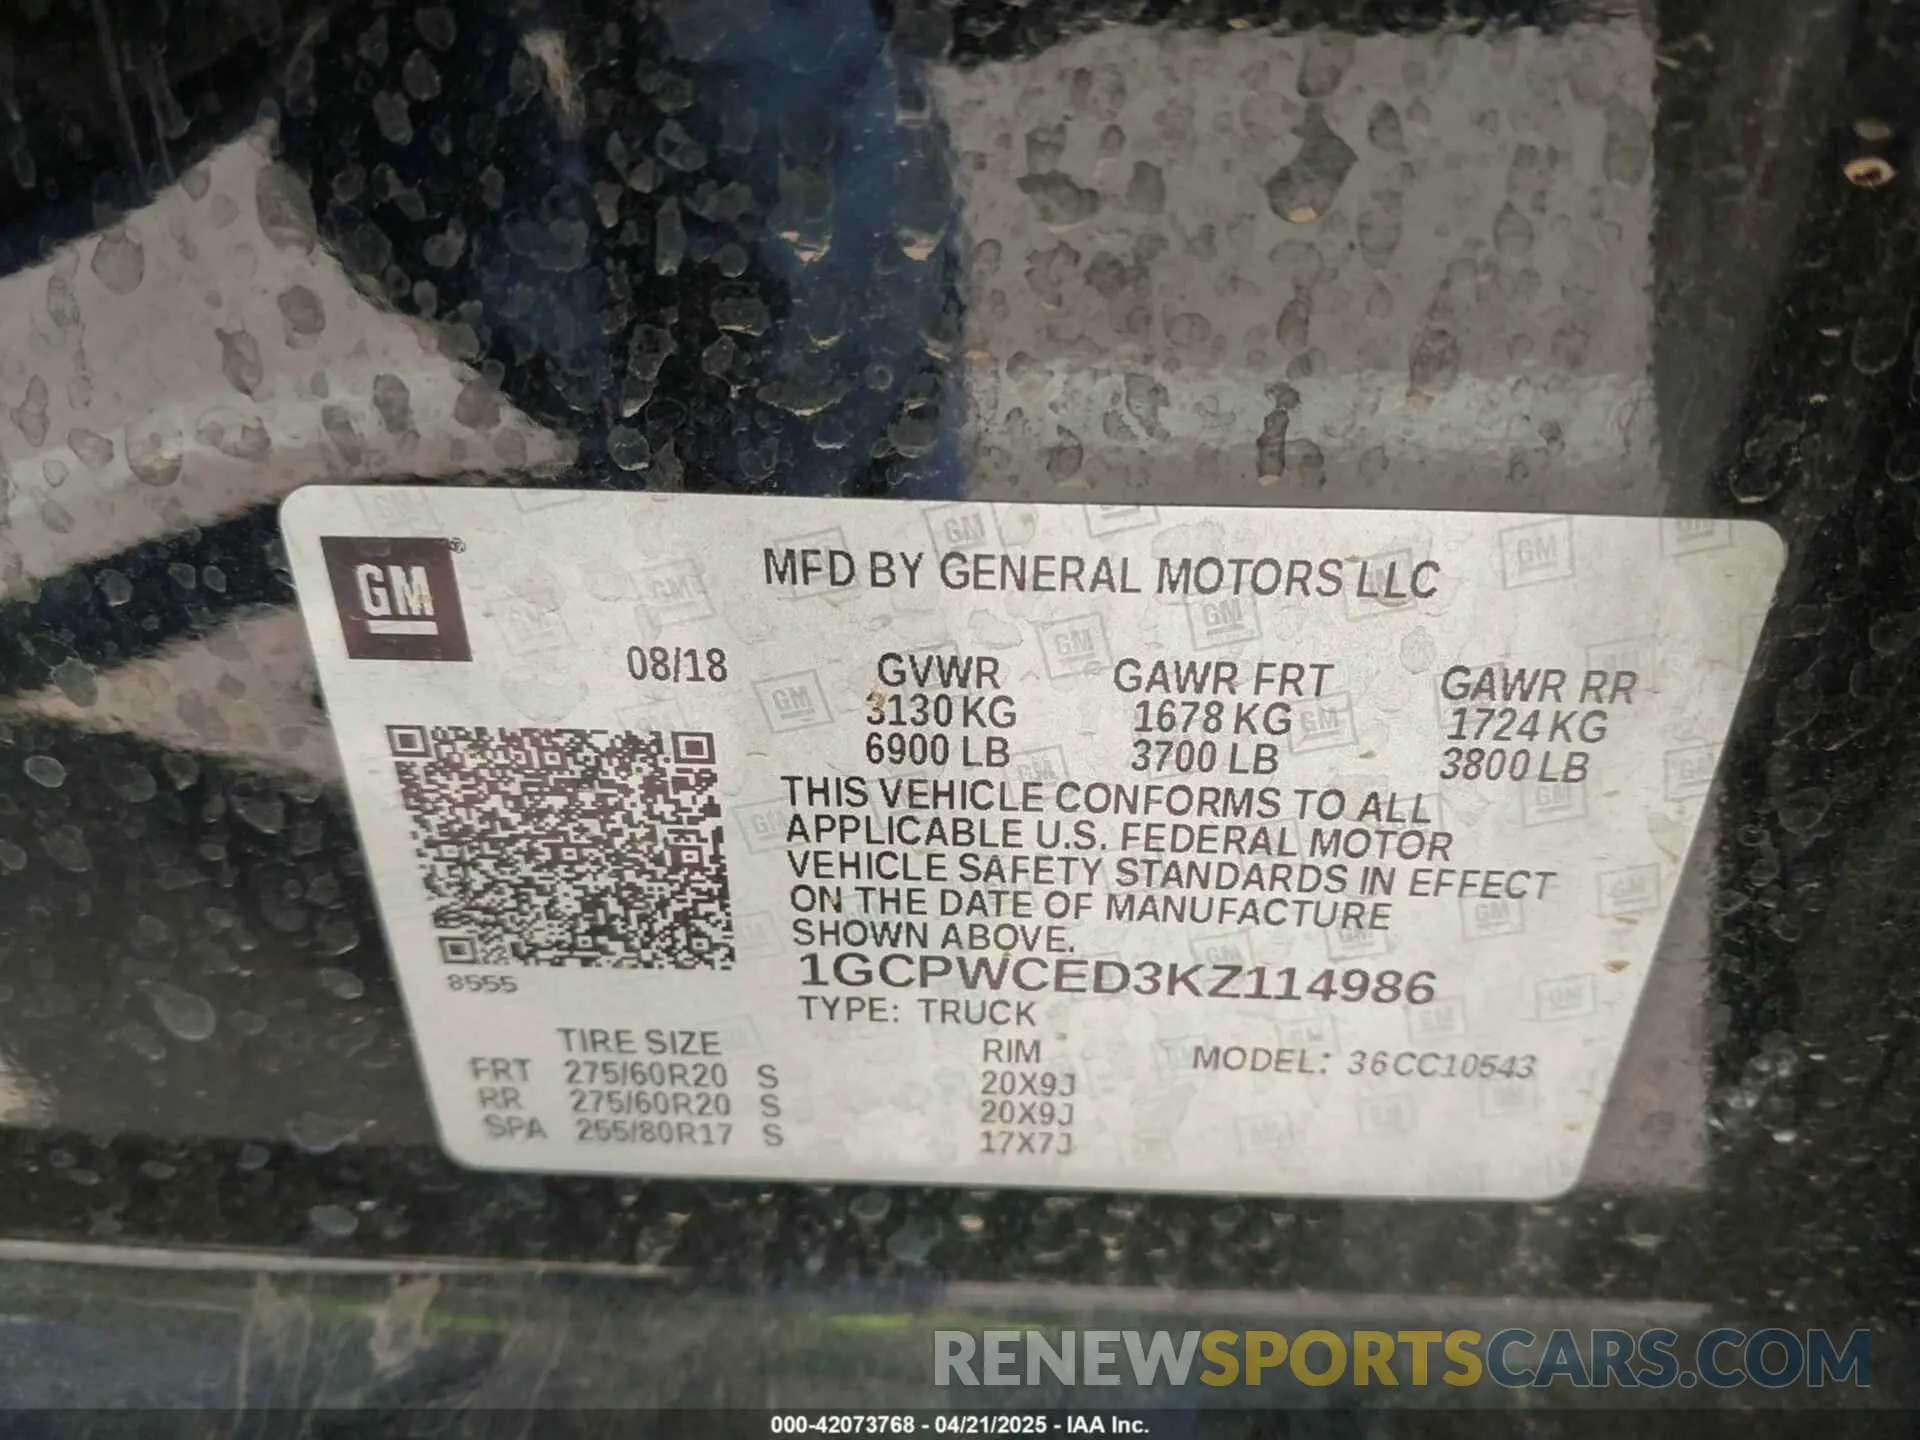 GM®
MFD BY GENERAL MOTORS LLC
08/18
GVWR GAWR FRT GAWR RR
3130 KG 1678 KG 1724 KG
6900 LB 3700 LB 3800 LB
THIS VEHICLE CONFORMS TO ALL
APPLICABLE U.S. FEDERAL MOTOR
VEHICLE SAFETY STANDARDS IN EFFECT
ON THE DATE OF MANUFACTURE
SHOWN ABOVE.
1GCPWCED3KZ114986
8555
TYPE: TRUCK
TIRE SIZE RIM MODEL: 36CC10543
FRT 275/60R20 S 20X9J
RR 275/60R20 S 20X9J
SPA 255/80R17 S 17X7J
RENEWSPORTSCARS.COM
000-42073768 - 04/21/2025 - IAA Inc.